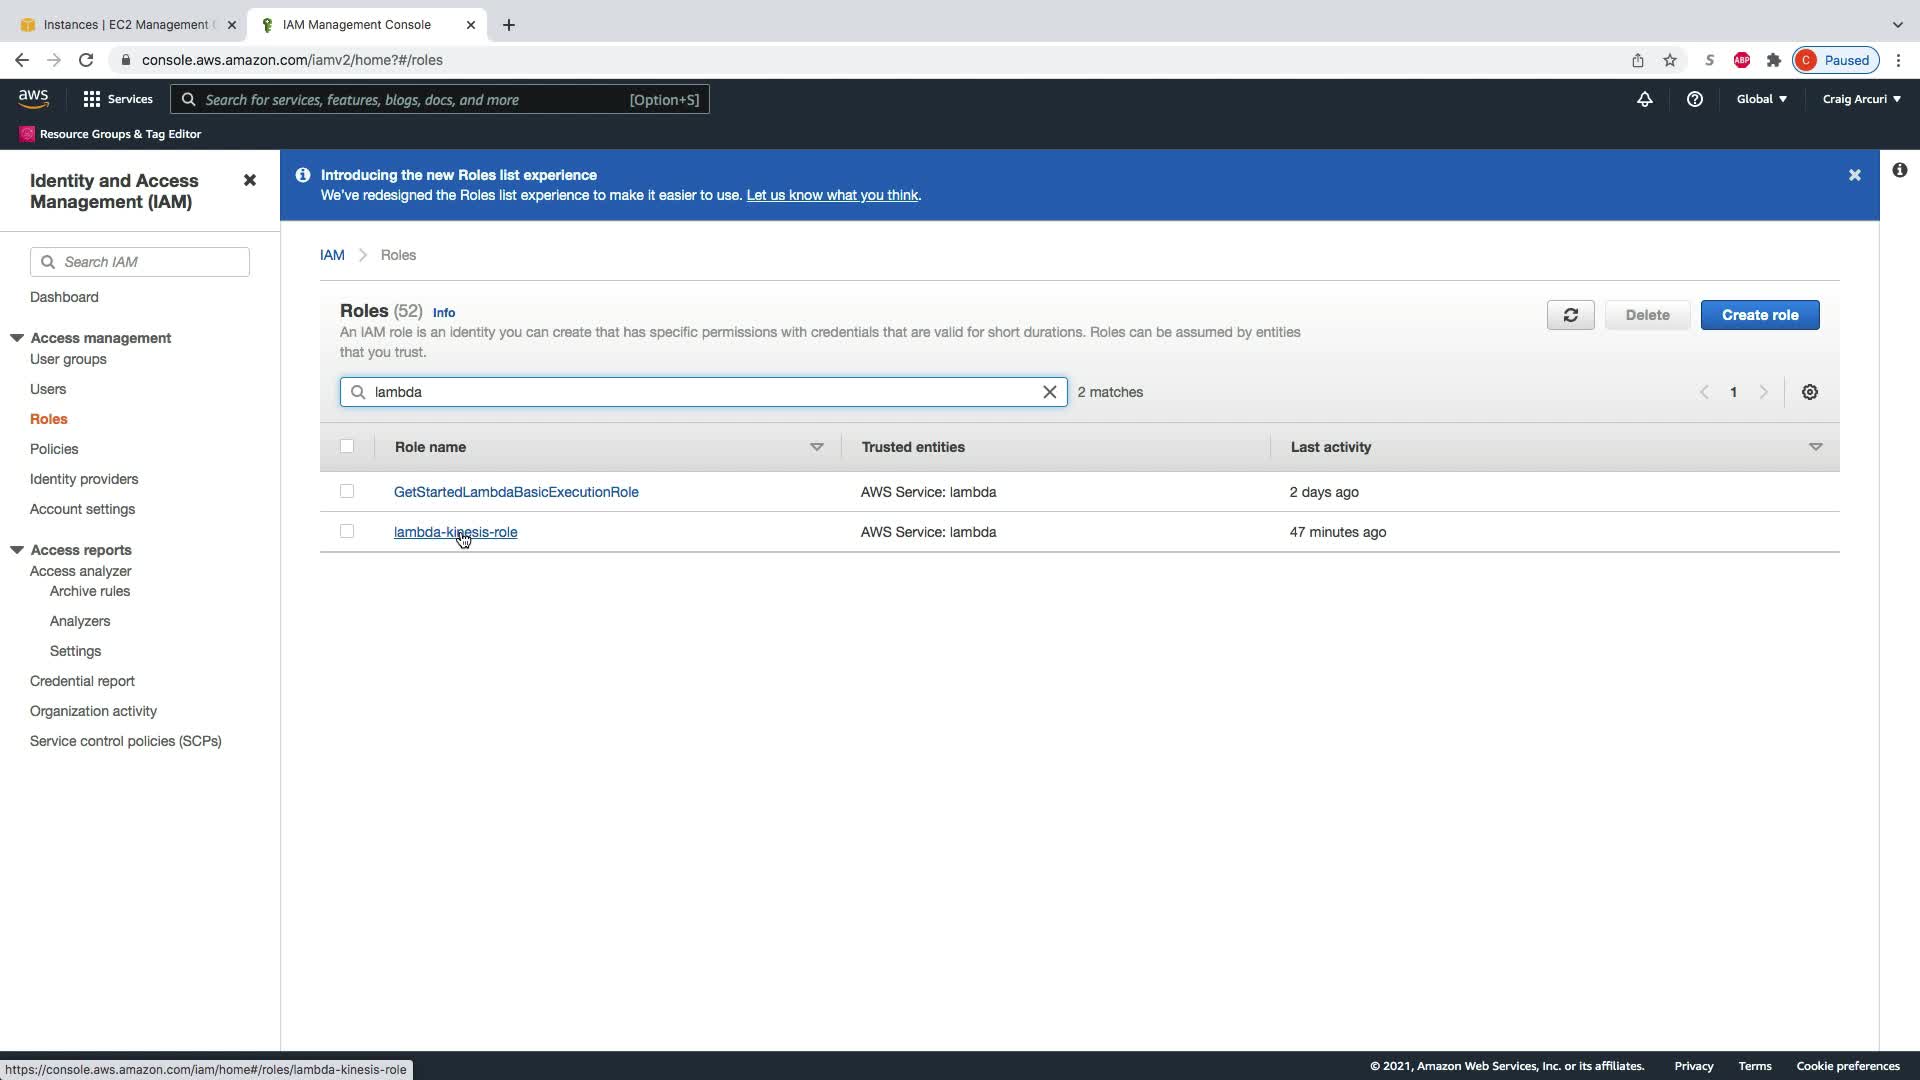 Instances | EC2 Management
IAM Management Console
console.aws.amazon.com/iamv2/home?#/roles
S
ABP
C
Paused
aws
Services
Search for services, features, blogs, docs, and more
[Option+S]
Global
Craig Arcuri
Resource Groups & Tag Editor
Identity and Access
Management (IAM)
Search IAM
Dashboard
Access management
User groups
Users
Roles
Policies
Identity providers
Account settings
Access reports
Access analyzer
Archive rules
Analyzers
Settings
Credential report
Organization activity
Service control policies (SCPs)
Introducing the new Roles list experience
We've redesigned the Roles list experience to make it easier to use. Let us know what you think.
IAM
Roles
Roles (52) Info
An IAM role is an identity you can create that has specific permissions with credentials that are valid for short durations. Roles can be assumed by entities
that you trust.
Delete
Create role
lambda
2 matches
1
Role name
Trusted entities
Last activity
GetStartedLambdaBasicExecutionRole
AWS Service: lambda
2 days ago
lambda-kinesis-role
AWS Service: lambda
47 minutes ago
https://console.aws.amazon.com/iam/home#/roles/lambda-kinesis-role
© 2021, Amazon Web Services, Inc. or its affiliates.
Privacy
Terms
Cookie preferences